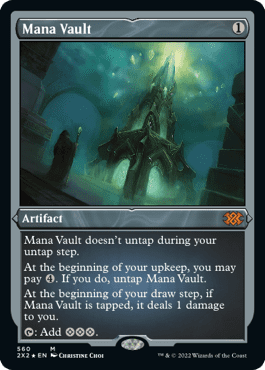 Mana Vault 1
Artifact
Mana Vault doesn't untap during your
untap step.
At the beginning of your upkeep, you may
pay 4. If you do, untap Mana Vault.
At the beginning of your draw step, if
Mana Vault is tapped, it deals 1 damage
to you.
: Add
560 M
2X2 ★ EN CHRISTINE CHOI ™ & © 2022 Wizards of the Coast